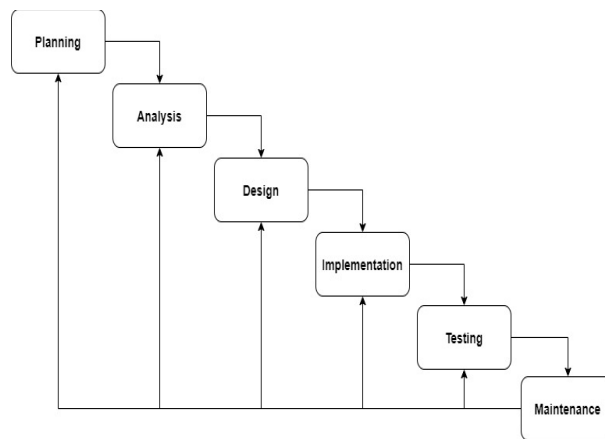 Planning
Analysis
Design
Implementation
Testing
Maintenance